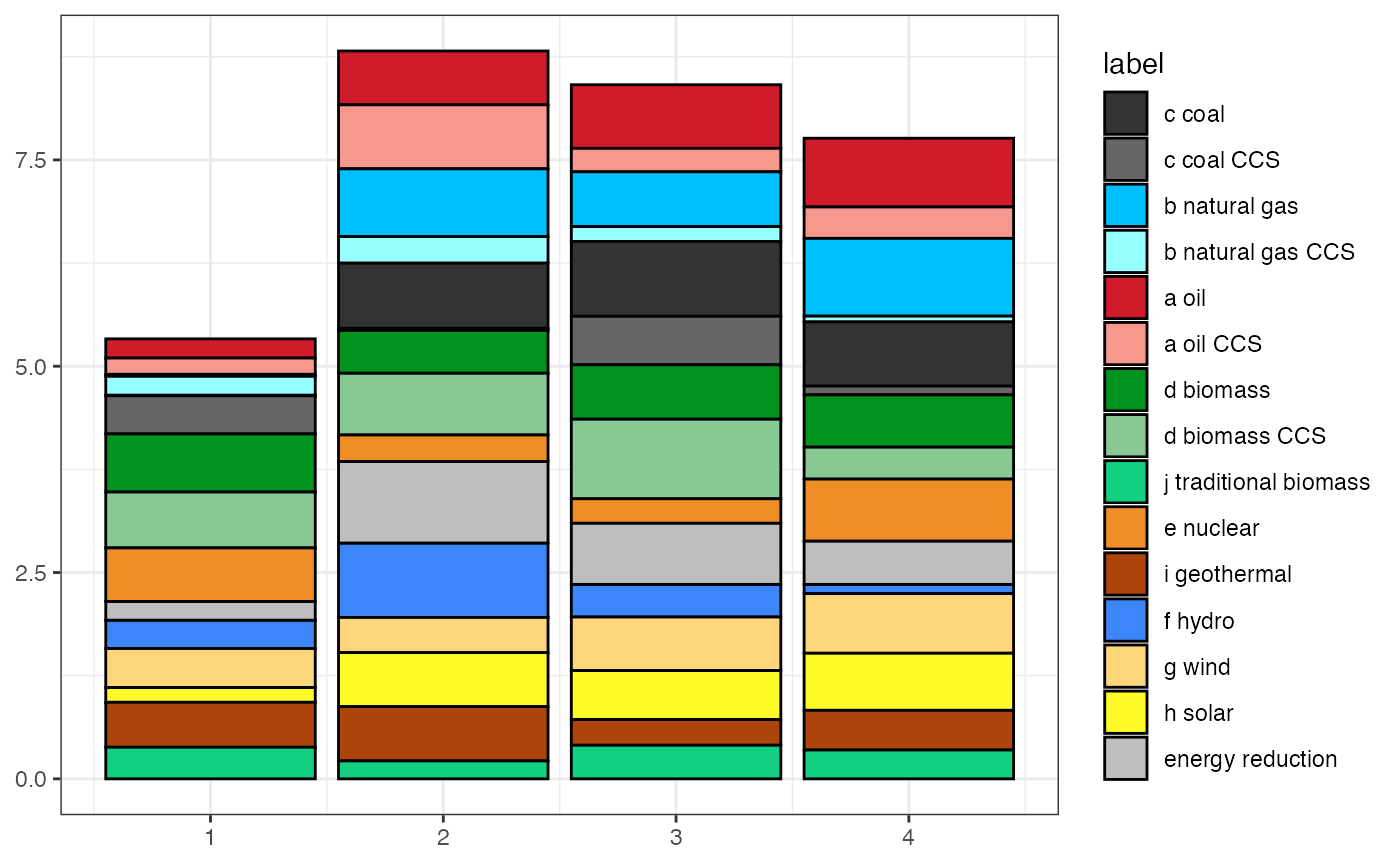 label
c coal
c coal CCS
b natural gas
b natural gas CCS
a oil
a oil CCS
d biomass
d biomass CCS
j traditional biomass
e nuclear
i geothermal
f hydro
g wind
h solar
energy reduction
7.5
5.0
2.5
0.0
1 2 3 4